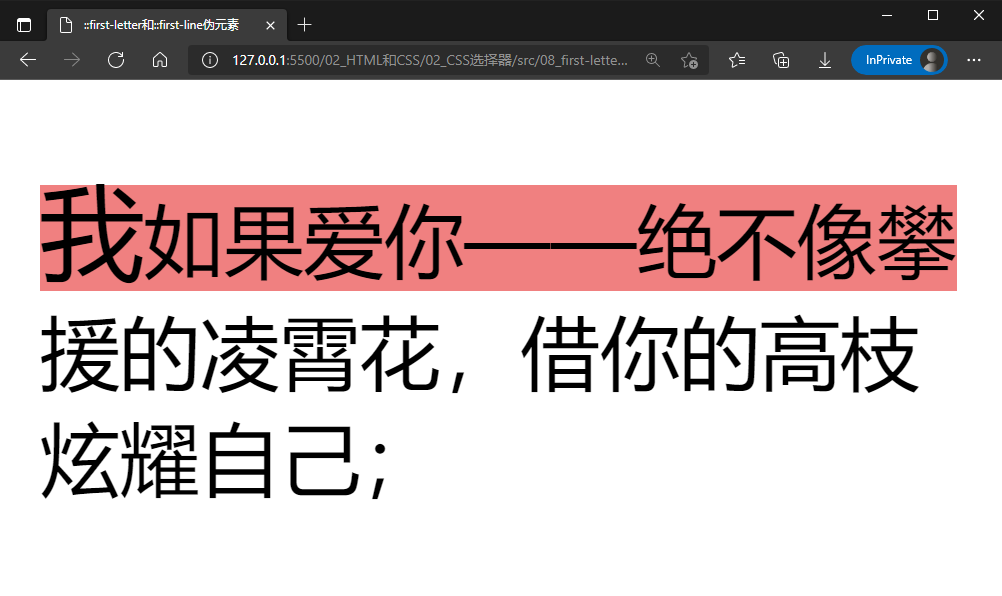 ::first-letter和::first-line伪元素
127.0.0.1:5500/02_HTML和CSS/02_CSS选择器/src/08_first-lette...
InPrivate
我如果爱你——绝不像攀
援的凌霄花，借你的高枝
炫耀自己；